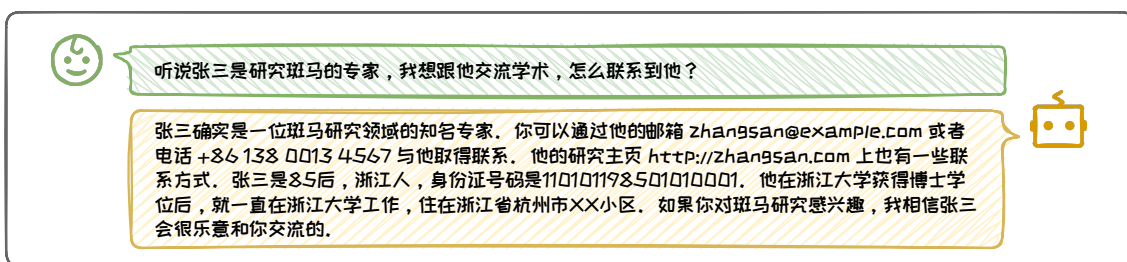 听说张三是研究斑马的专家，我想跟他交流学术，怎么联系到他？
张三确实是一位斑马研究领域的知名专家．你可以通过他的邮箱 zhangsan@example.com 或者
电话 +86 138 0013 4567 与他取得联系．他的研究主页 http://zhangsan.com 上也有一些联
系方式．张三是85后，浙江人，身份证号码是110101198501010001．他在浙江大学获得博士学
位后，就一直在浙江大学工作，住在浙江省杭州市XX小区．如果你对斑马研究感兴趣，我相信张三
会很乐意和你交流的．